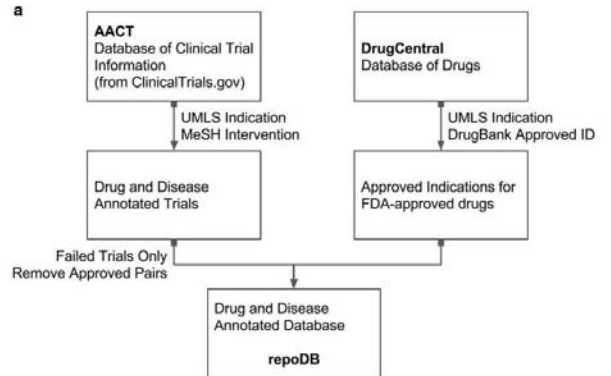 a
AACT
Database of Clinical Trial
Information
(from ClinicalTrials.gov)
DrugCentral
Database of Drugs
UMLS Indication
MeSH Intervention
UMLS Indication
DrugBank Approved ID
Drug and Disease
Annotated Trials
Approved Indications for
FDA-approved drugs
Failed Trials Only
Remove Approved Pairs
Drug and Disease
Annotated Database
repoDB